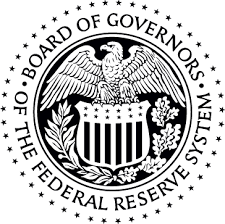 BOARD OF GOVERNORS
OF THE FEDERAL RESERVE SYSTEM